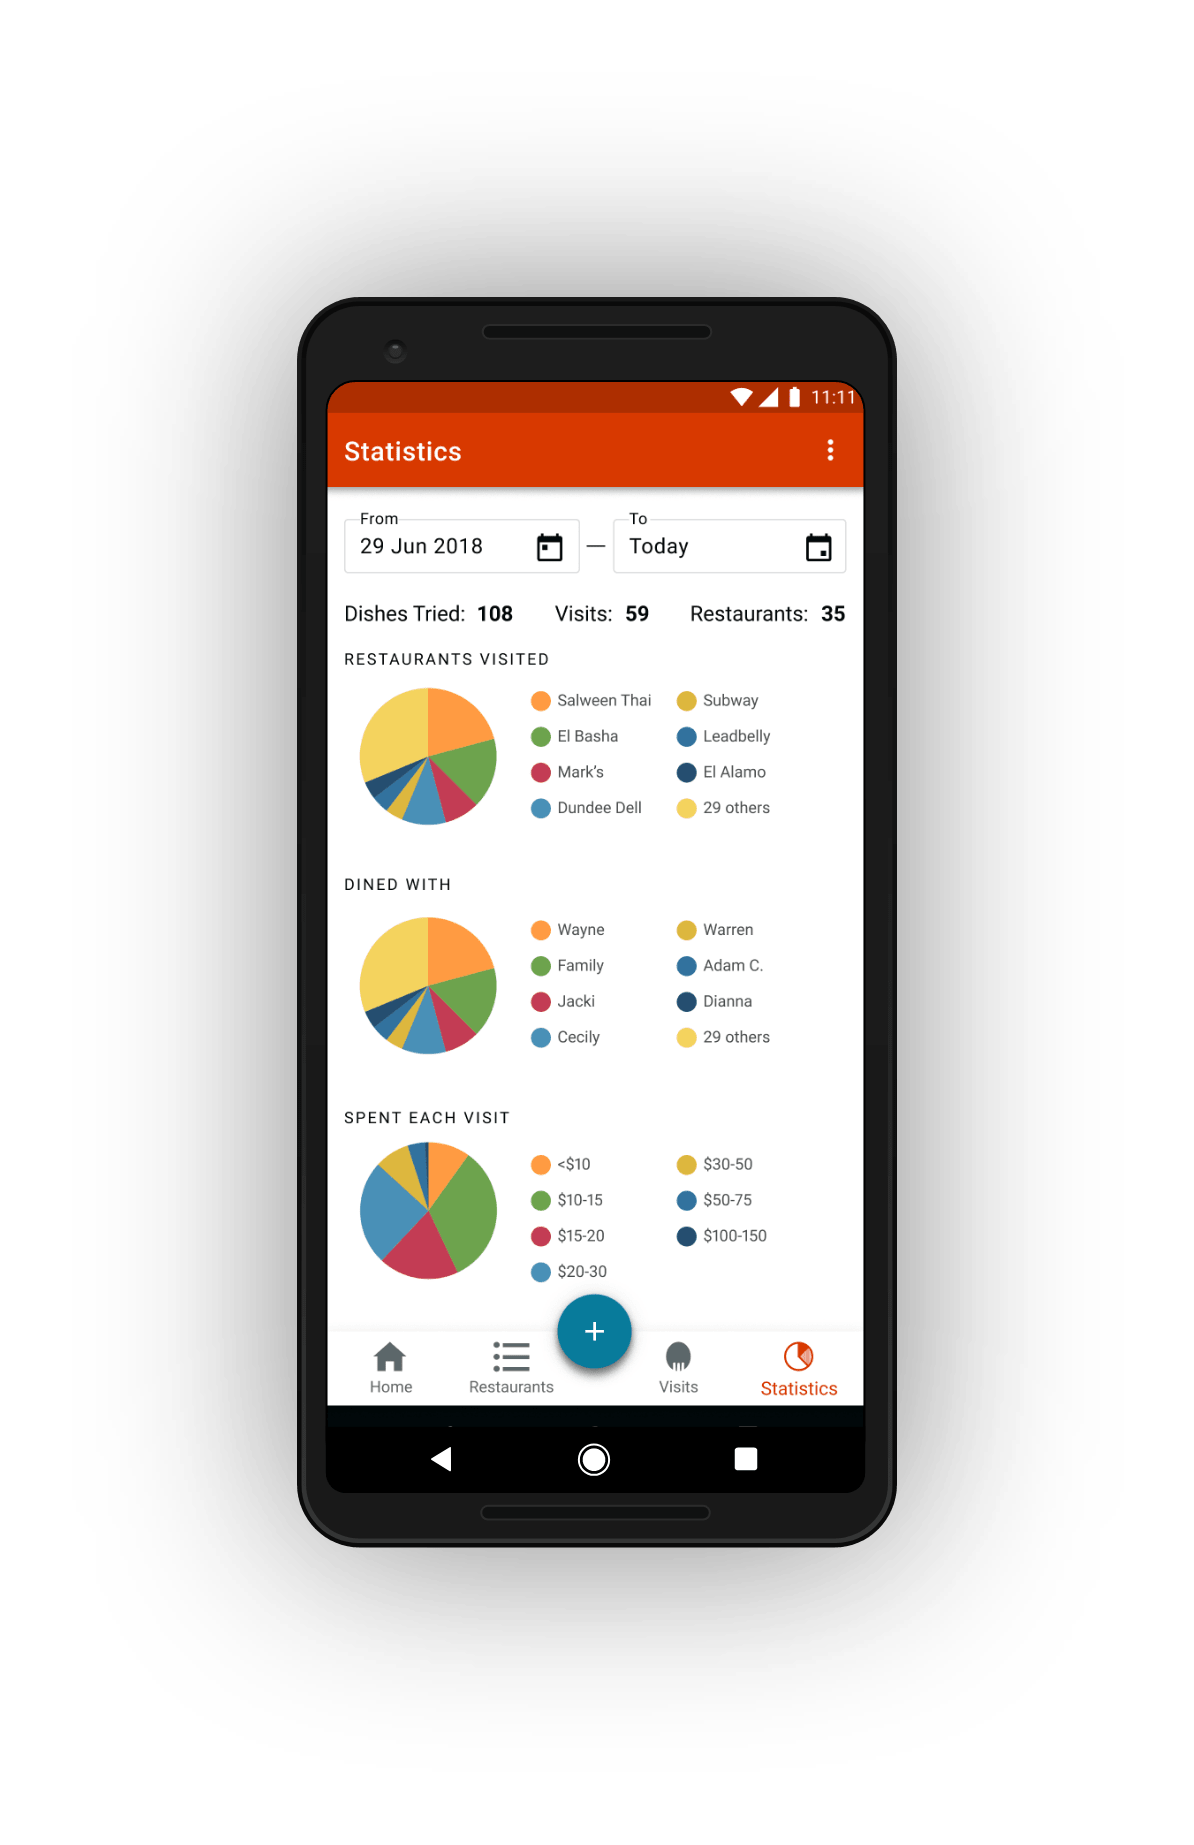 11:11
Statistics
From
To
29 Jun 2018 — Today
Dishes Tried: 108 Visits: 59 Restaurants: 35
RESTAURANTS VISITED
Salween Thai Subway
El Basha Leadbelly
Mark’s El Alamo
Dundee Dell 29 others
DINED WITH
Wayne Warren
Family Adam C.
Jacki Dianna
Cecily 29 others
SPENT EACH VISIT
<$10 $30-50
$10-15 $50-75
$15-20 $100-150
$20-30
+
Home Restaurants Visits Statistics